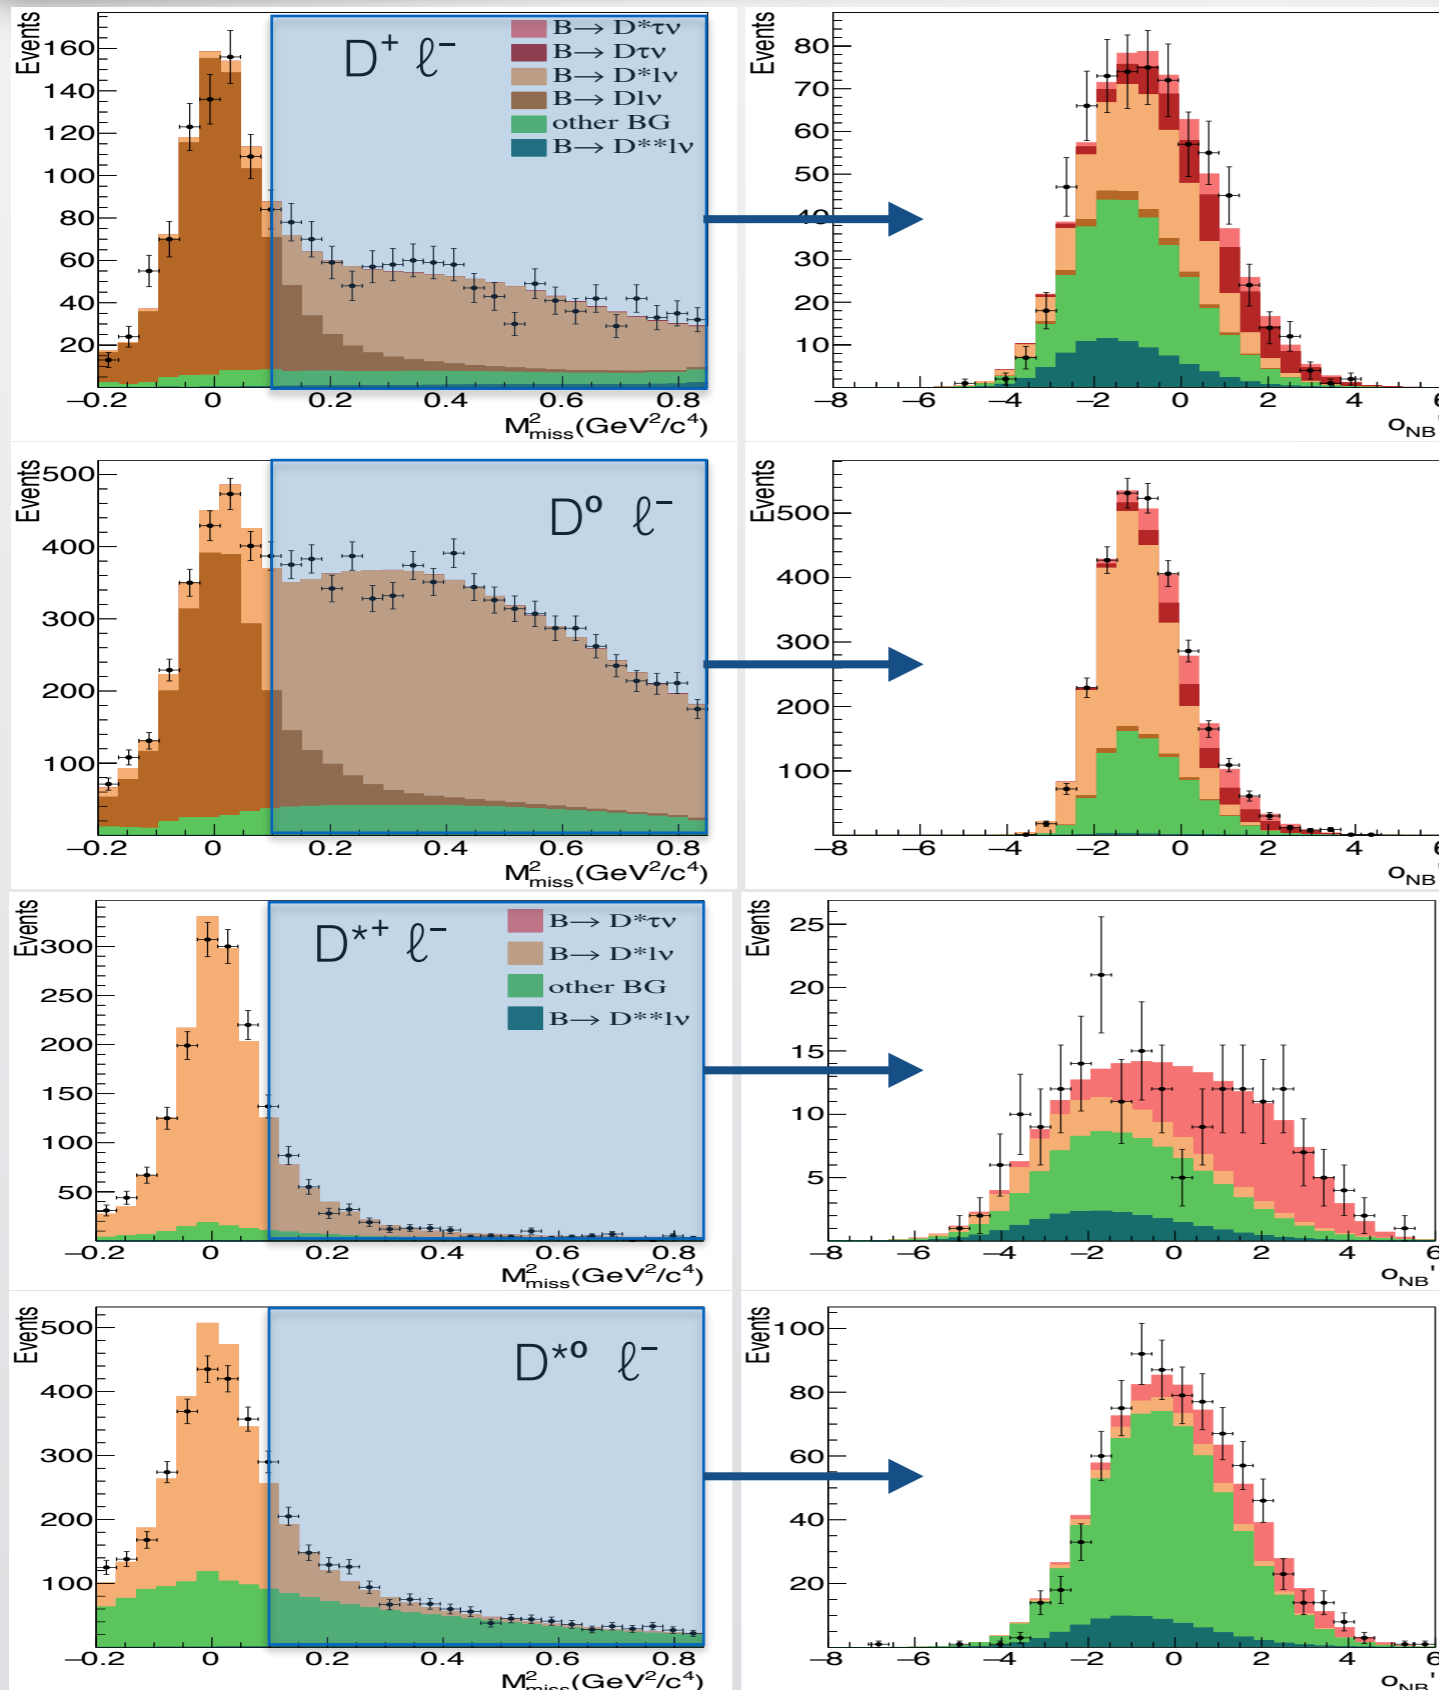 Events
160
140
120
100
80
60
40
20
D⁺ ℓ⁻
B→ D*τν
B→ Dτν
B→ D*lν
B→ Dlν
other BG
B→ D**lν
−0.2 0 0.2 0.4 0.6 0.8
M²miss(GeV²/c⁴)
Events
80
70
60
50
40
30
20
10
−8 −6 −4 −2 0 2 4 6
oNB'
Events
500
400
300
200
100
D⁰ ℓ⁻
−0.2 0 0.2 0.4 0.6 0.8
M²miss(GeV²/c⁴)
Events
500
400
300
200
100
−8 −6 −4 −2 0 2 4 6
oNB'
Events
300
250
200
150
100
50
D*⁺ ℓ⁻
B→ D*τν
B→ D*lν
other BG
B→ D**lν
−0.2 0 0.2 0.4 0.6 0.8
M²miss(GeV²/c⁴)
Events
25
20
15
10
5
−8 −6 −4 −2 0 2 4 6
oNB'
Events
500
400
300
200
100
D*⁰ ℓ⁻
−0.2 0 0.2 0.4 0.6 0.8
M²miss(GeV²/c⁴)
Events
100
80
60
40
20
−8 −6 −4 −2 0 2 4 6
oNB'